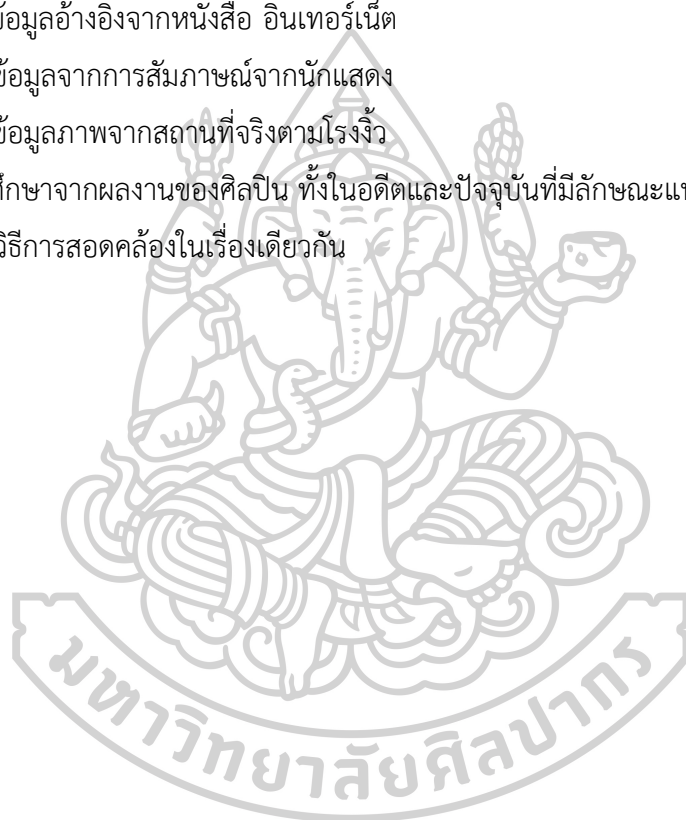 ข้อมูลอ้างอิงจากหนังสือ อินเทอร์เน็ต
ข้อมูลจากการสัมภาษณ์จากนักแสดง
ข้อมูลภาพจากสถานที่จริงตามโรงงิ้ว
ศึกษาจากผลงานของศิลปิน ทั้งในอดีตและปัจจุบันที่มีลักษณะ
วิธีการสอดคล้องในเรื่องเดียวกัน
มหาวิทยาลัยศิลปากร